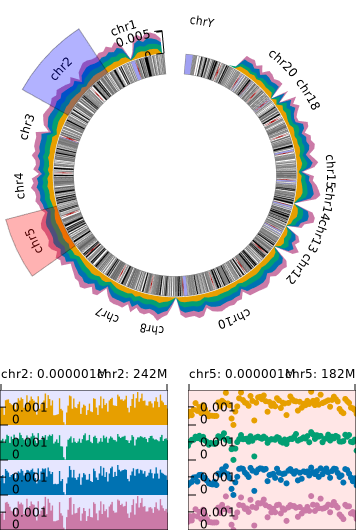 chrY
chr1
0.005
0
chr2
chr20
chr18
chr3
chr15
chr4
chr14
chr5
chr13
chr12
chr7
chr8
chr10
chr2: 0.000001M
chr2: 242M
chr5: 0.000001M
chr5: 182M
0.001
0
0.001
0
0.001
0
0.001
0
0.001
0
0.001
0
0.001
0
0.001
0